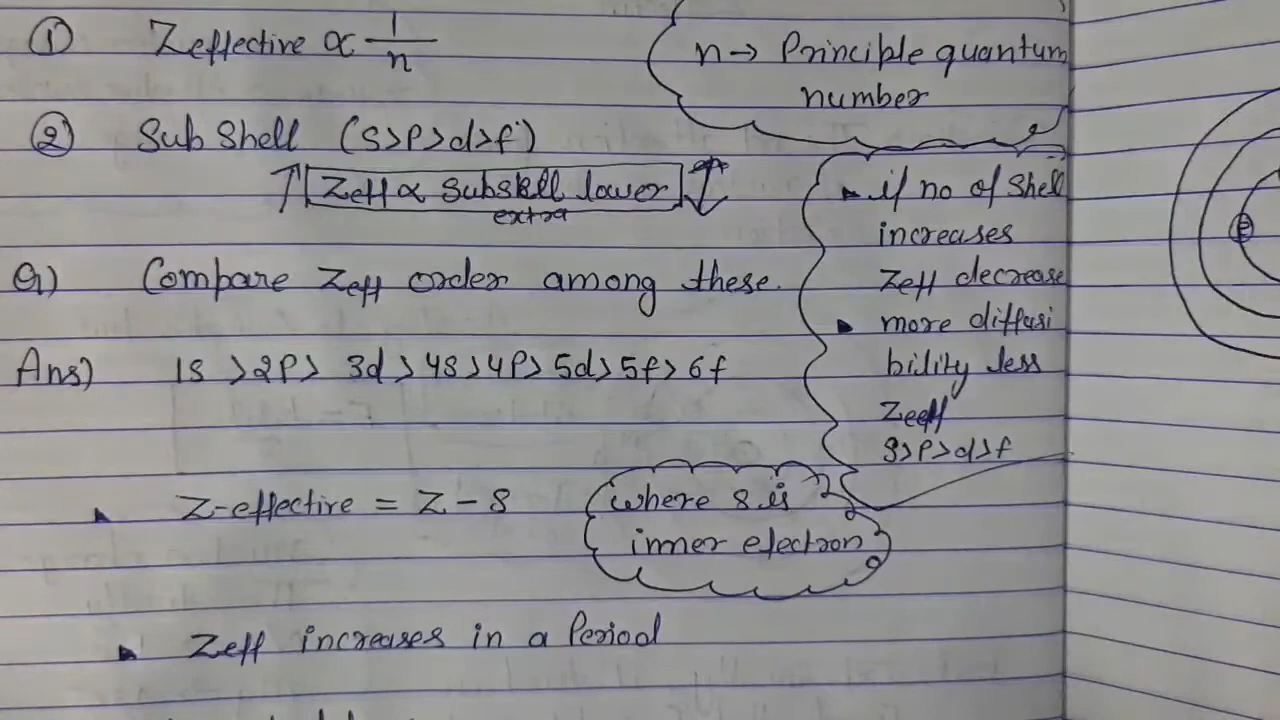 ① Zeffective ∝ 1/n
n→ Principle quantum
number
② Sub Shell (s>p>d>f)
↑ Zeff ∝ Subshell lower ↓
extra
if no of Shell
increases
Zeff decrease
more diffusi
bility less
Zeeff
s>p>d>f
Q) Compare Zeff order among these.
Ans) 1s >2p> 3d >4s>4p> 5d>5f> 6f
Z-effective = Z - s
(where s is
inner electron)
Zeff increases in a Period